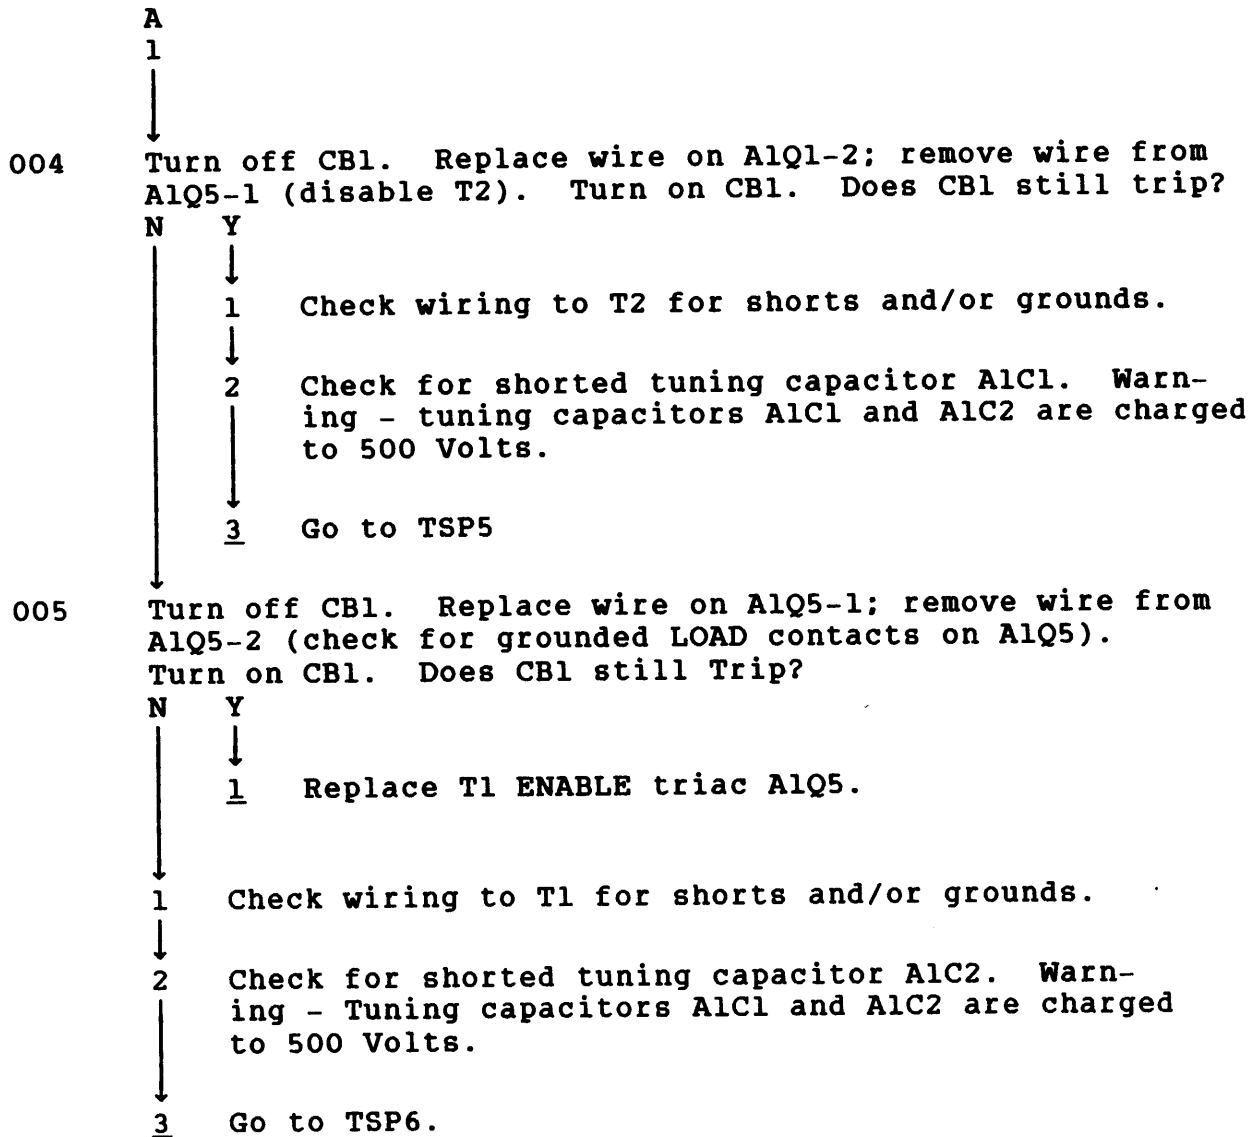 A
1
004 Turn off CB1. Replace wire on A1Q1-2; remove wire from
A1Q5-1 (disable T2). Turn on CB1. Does CB1 still trip?
N Y
1 Check wiring to T2 for shorts and/or grounds.
2 Check for shorted tuning capacitor A1C1. Warn-
ing - tuning capacitors A1C1 and A1C2 are charged
to 500 Volts.
3 Go to TSP5
005 Turn off CB1. Replace wire on A1Q5-1; remove wire from
A1Q5-2 (check for grounded LOAD contacts on A1Q5).
Turn on CB1. Does CB1 still Trip?
N Y
1 Replace T1 ENABLE triac A1Q5.
1 Check wiring to T1 for shorts and/or grounds.
2 Check for shorted tuning capacitor A1C2. Warn-
ing - Tuning capacitors A1C1 and A1C2 are charged
to 500 Volts.
3 Go to TSP6.